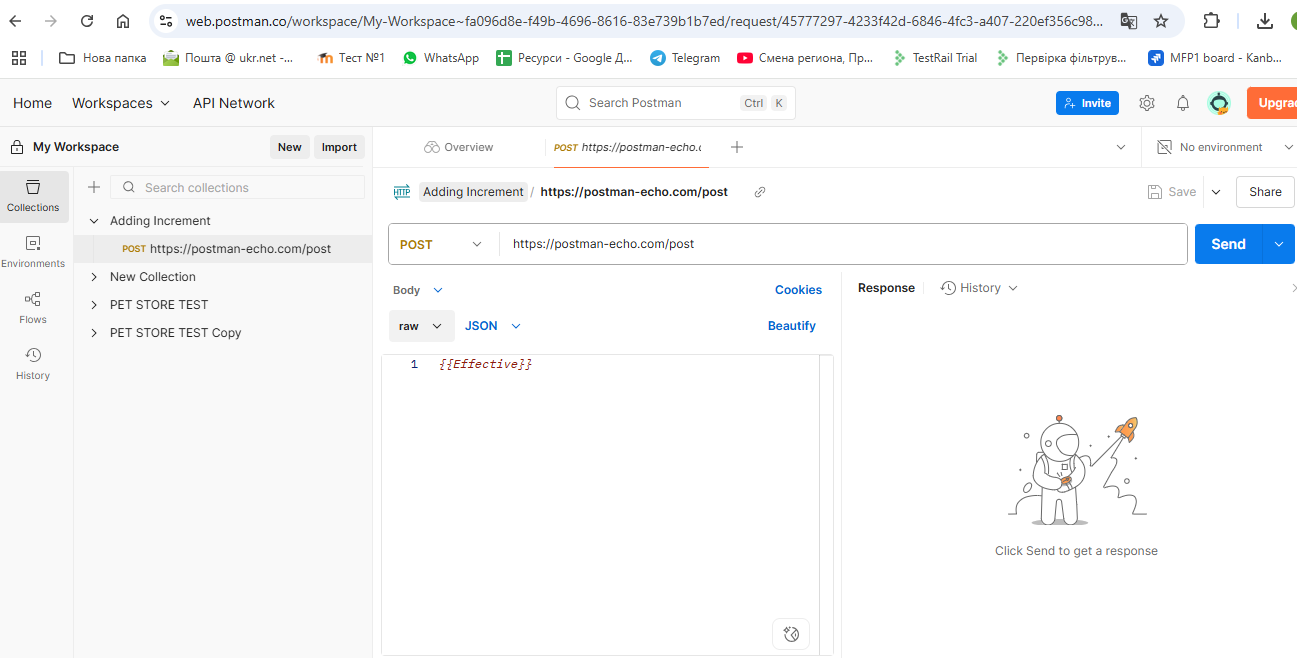 web.postman.co/workspace/My-Workspace~fa096d8e-f49b-4696-8616-83e739b1b7ed/request/45777297-4233f42d-6846-4fc3-a407-220ef356c98...
Нова папка Пошта @ ukr.net -... Тест №1 WhatsApp Ресурси - Google Д... Telegram Смена региона, Пр... TestRail Trial Первірка фільтрув... MFP1 board - Kanb...
Home Workspaces API Network Search Postman Ctrl K Invite Upgra
My Workspace New Import Overview POST https://postman-echo.c No environment
Collections
Environments
Flows
History
Search collections
Adding Increment
POST https://postman-echo.com/post
New Collection
PET STORE TEST
PET STORE TEST Copy
HTTP Adding Increment / https://postman-echo.com/post Save Share
POST https://postman-echo.com/post Send
Body Cookies
raw JSON Beautify
1 {{Effective}}
Response History
Click Send to get a response